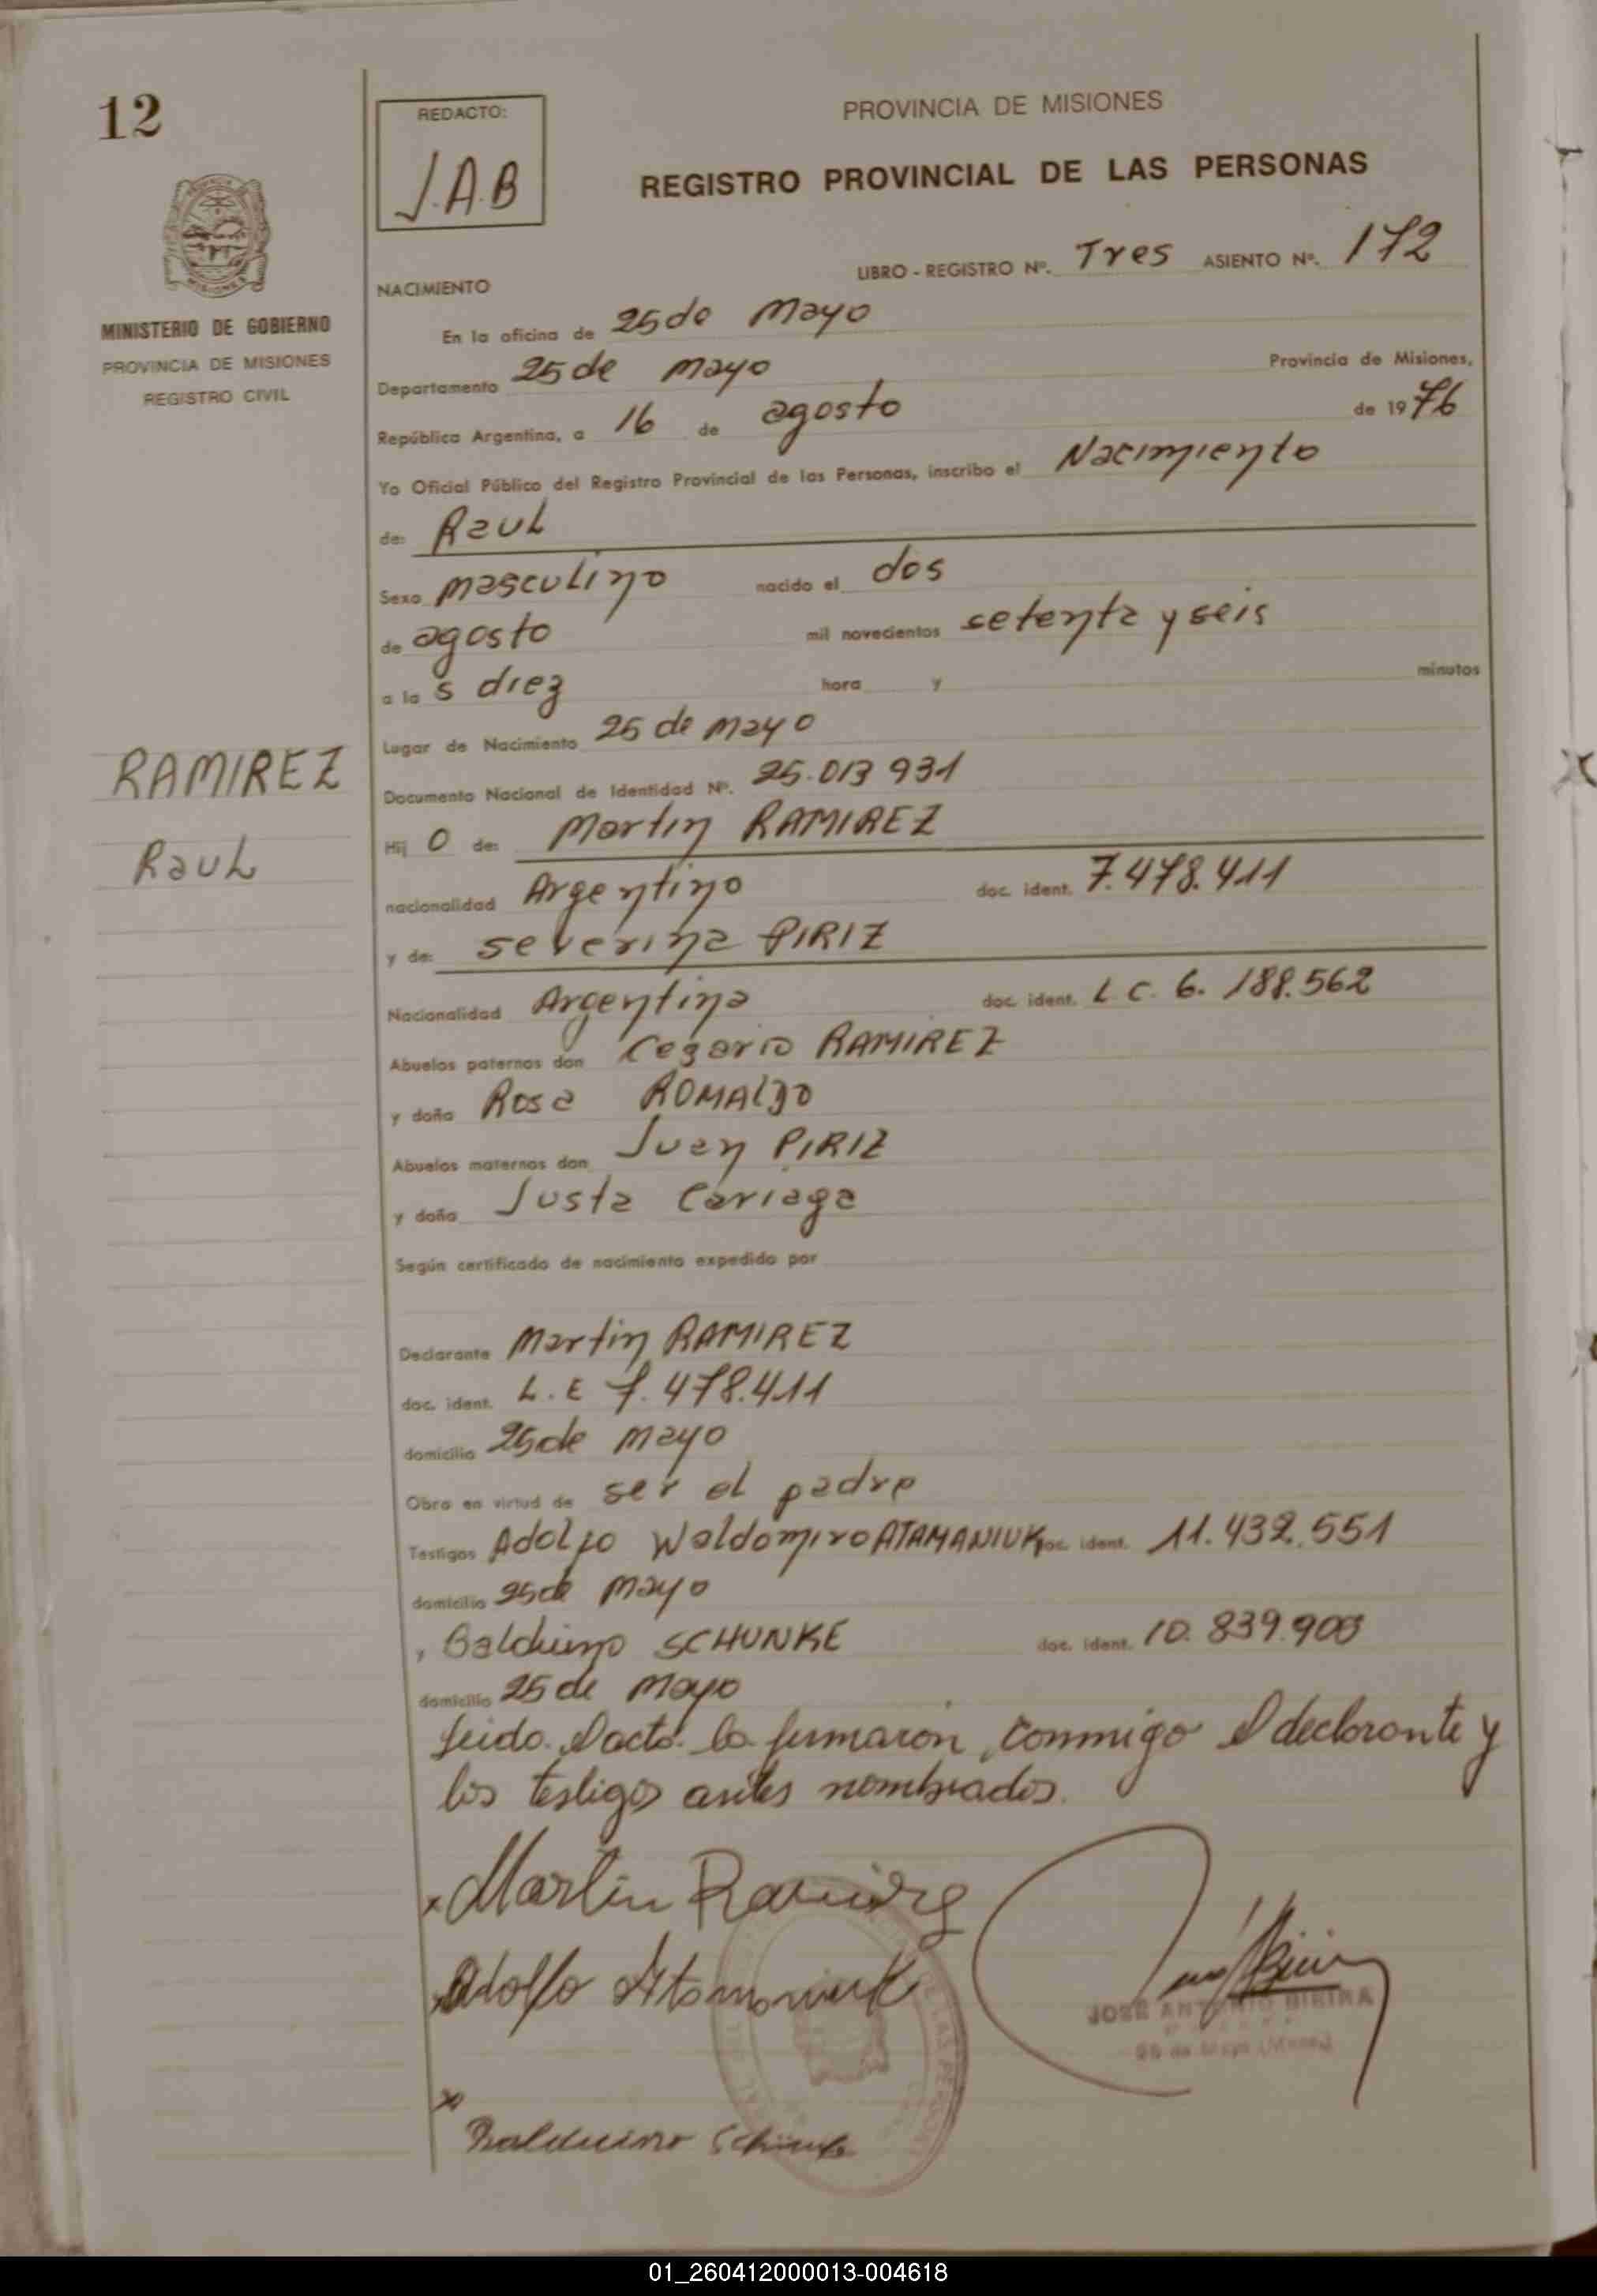 12
REDACTO:
J.A.B
PROVINCIA DE MISIONES
REGISTRO PROVINCIAL DE LAS PERSONAS
LIBRO - REGISTRO Nº. Tres ASIENTO Nº. 172
MINISTERIO DE GOBIERNO
PROVINCIA DE MISIONES
REGISTRO CIVIL
NACIMIENTO
En la oficina de 25 de Mayo
Departamento 25 de mayo Provincia de Misiones,
República Argentina, a 16 de agosto de 1976
Yo Oficial Público del Registro Provincial de las Personas, inscribo el Nacimiento
de: Raul
Sexo masculino nacido el dos
de agosto mil novecientos setenta y seis
a la s diez hora y minutos
Lugar de Nacimiento 25 de mayo
Documento Nacional de Identidad Nº. 25.013 931
RAMIREZ
Raul
Hij o de: Martin RAMIREZ
nacionalidad Argentino doc. ident. 7.478.411
y de: severina PIRIZ
Nacionalidad Argentina doc. ident. L C. 6. 188.562
Abuelos paternos don Cegario RAMIREZ
y doña Rosa
Abuelos maternos don Juan PIRIZ
y doña Justa Cariaga
Según certificado de nacimiento expedido por
Declarante Martin RAMIREZ
doc. ident. L. E 7. 478.411
domicilio 25 de mayo
Obra en virtud de ser el padre
Testigos Adolfo Waldomiro ATAMANIUK doc. ident. 11.432.551
domicilio 25 de mayo
, Balduino SCHUNKE doc. ident. 10. 839.909
domicilio 25 de mayo
Leido el acto lo firmaron, conmigo el declarante y
los testigos antes nombrados.
Martin Ramirez
Adolfo Atamaniuk
JOSE ANTONIO
25 de Mayo (Mnes.)
Balduino Schunke
01_260412000013-004618